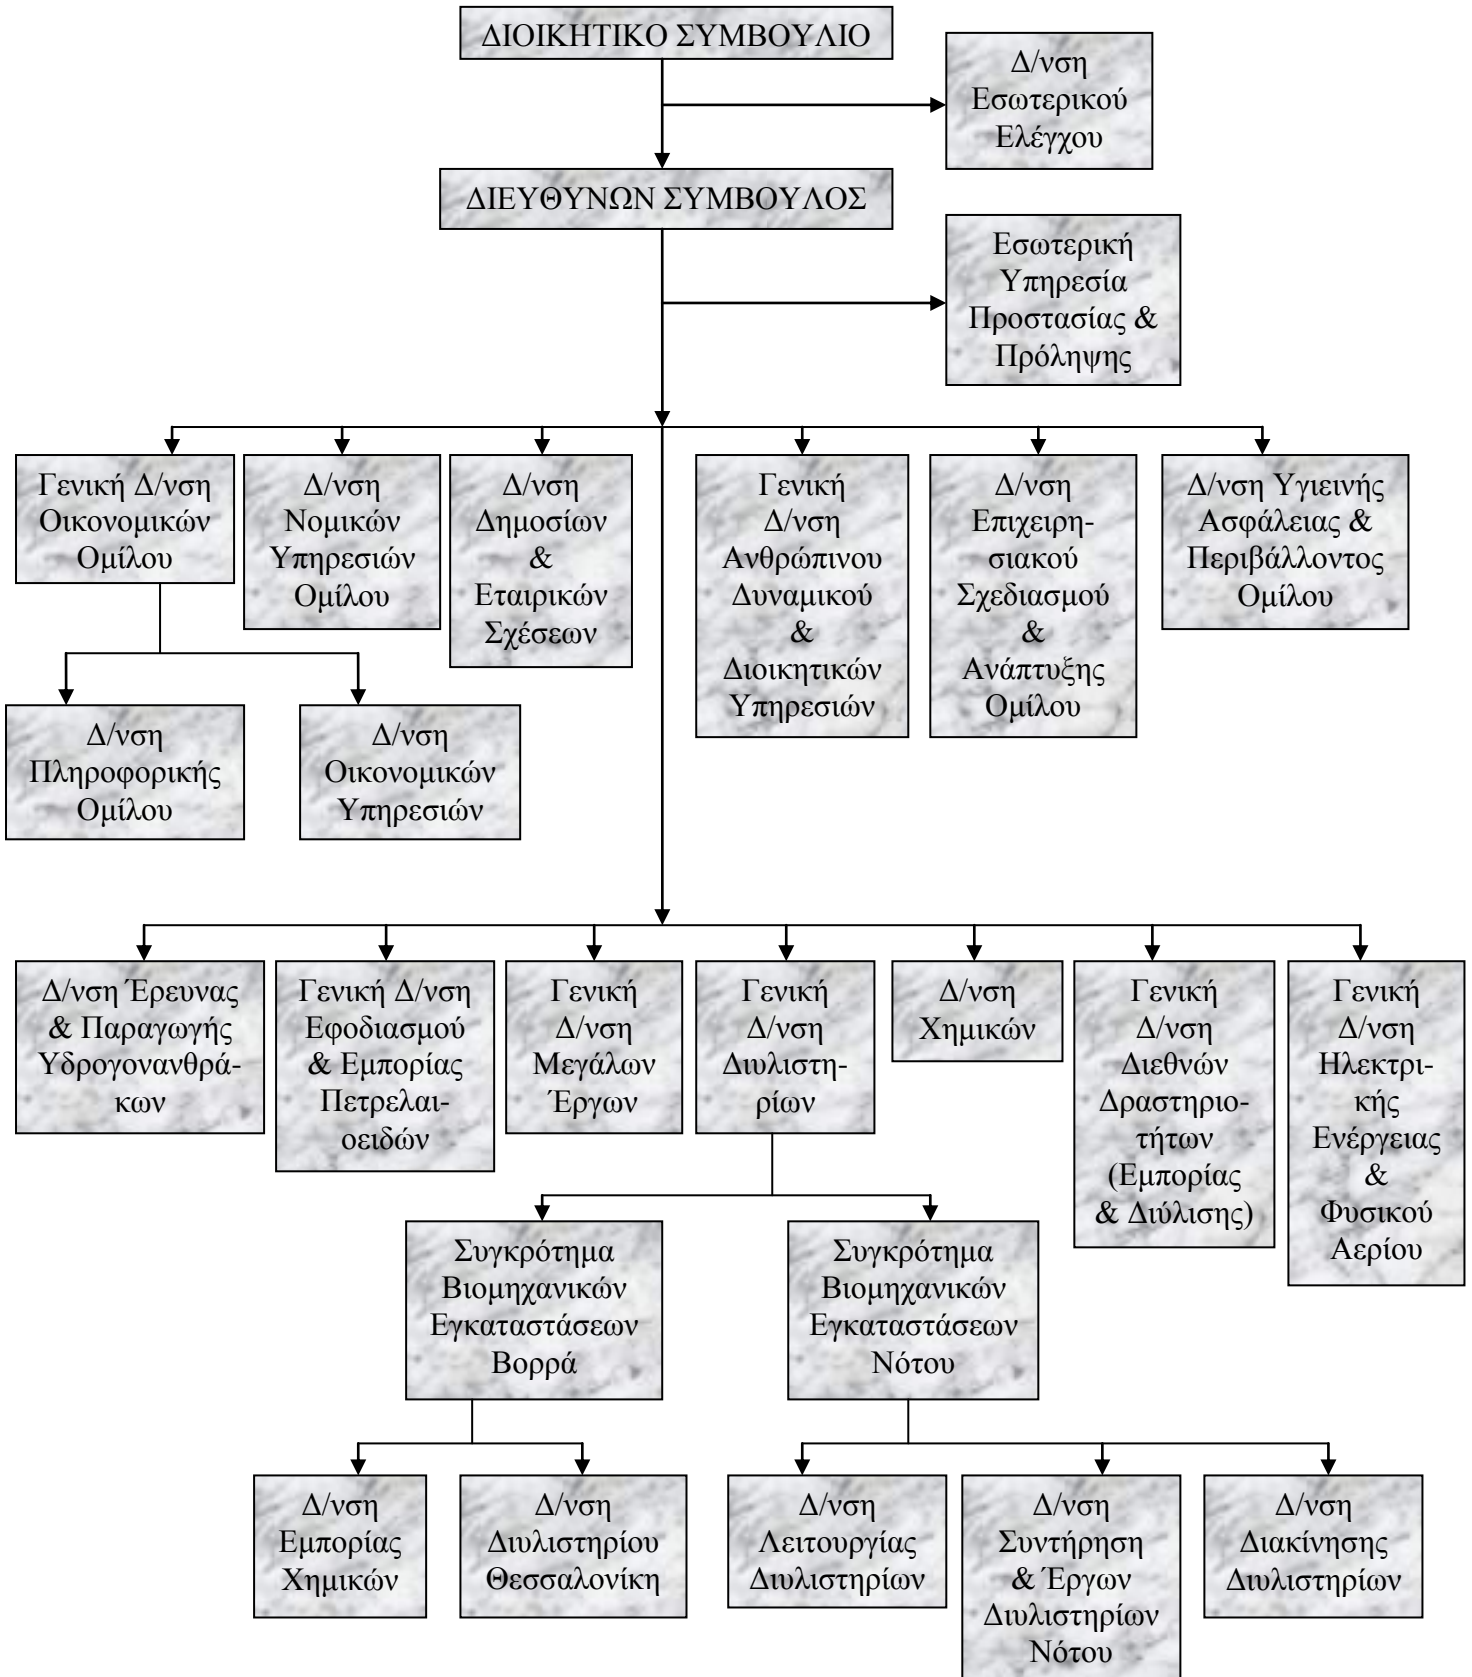 ΔΙΟΙΚΗΤΙΚΟ ΣΥΜΒΟΥΛΙΟ
Δ/νση
Εσωτερικού
Ελέγχου
ΔΙΕΥΘΥΝΩΝ ΣΥΜΒΟΥΛΟΣ
Εσωτερική
Υπηρεσία
Προστασίας &
Πρόληψης
Γενική Δ/νση
Οικονομικών
Ομίλου
Δ/νση
Νομικών
Υπηρεσιών
Ομίλου
Δ/νση
Δημοσίων
&
Εταιρικών
Σχέσεων
Γενική
Δ/νση
Ανθρώπινου
Δυναμικού
&
Διοικητικών
Υπηρεσιών
Δ/νση
Επιχειρη-
σιακού
Σχεδιασμού
&
Ανάπτυξης
Ομίλου
Δ/νση Υγιεινής
Ασφάλειας &
Περιβάλλοντος
Ομίλου
Δ/νση
Πληροφορικής
Ομίλου
Δ/νση
Οικονομικών
Υπηρεσιών
Δ/νση Έρευνας
& Παραγωγής
Υδρογονανθρά-
κων
Γενική Δ/νση
Εφοδιασμού
& Εμπορίας
Πετρελαι-
οειδών
Γενική
Δ/νση
Μεγάλων
Έργων
Γενική
Δ/νση
Διυλιστη-
ρίων
Δ/νση
Χημικών
Γενική
Δ/νση
Διεθνών
Δραστηριο-
τήτων
(Εμπορίας
& Διύλισης)
Γενική
Δ/νση
Ηλεκτρι-
κής
Ενέργειας
&
Φυσικού
Αερίου
Συγκρότημα
Βιομηχανικών
Εγκαταστάσεων
Βορρά
Συγκρότημα
Βιομηχανικών
Εγκαταστάσεων
Νότου
Δ/νση
Εμπορίας
Χημικών
Δ/νση
Διυλιστηρίου
Θεσσαλονίκη
Δ/νση
Λειτουργίας
Διυλιστηρίων
Δ/νση
Συντήρηση
& Έργων
Διυλιστηρίων
Νότου
Δ/νση
Διακίνησης
Διυλιστηρίων